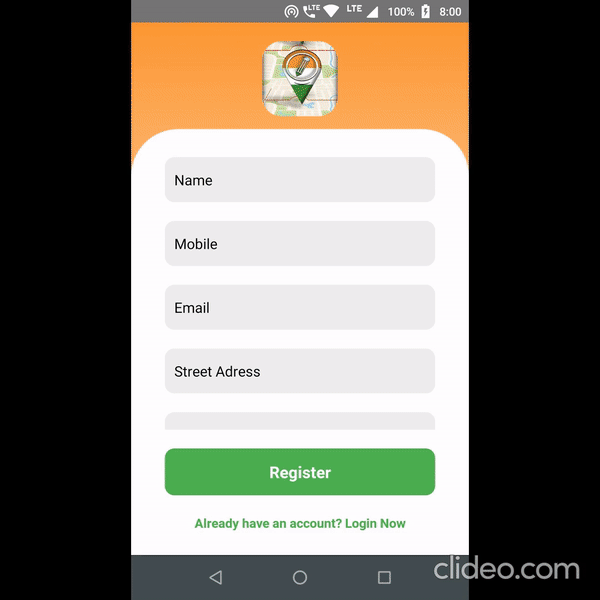 LTE LTE 100% 8:00
Name
Mobile
Email
Street Adress
Register
Already have an account? Login Now
clideo.com